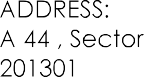 ADDRESS:
A 44 , Sector
201301